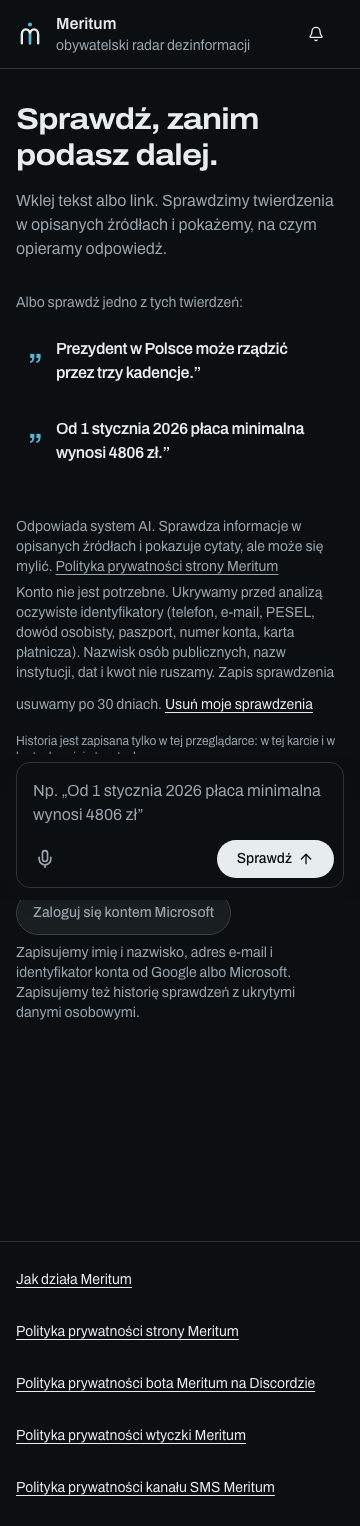 Meritum
obywatelski radar dezinformacji
Sprawdź, zanim
podasz dalej.
Wklej tekst albo link. Sprawdzimy twierdzenia
w opisanych źródłach i pokażemy, na czym
opieramy odpowiedź.
Albo sprawdź jedno z tych twierdzeń:
” Prezydent w Polsce może rządzić
przez trzy kadencje.”
” Od 1 stycznia 2026 płaca minimalna
wynosi 4806 zł.”
Odpowiada system AI. Sprawdza informacje w
opisanych źródłach i pokazuje cytaty, ale może się
mylić. Polityka prywatności strony Meritum
Konto nie jest potrzebne. Ukrywamy przed analizą
oczywiste identyfikatory (telefon, e-mail, PESEL,
dowód osobisty, paszport, numer konta, karta
płatnicza). Nazwisk osób publicznych, nazw
instytucji, dat i kwot nie ruszamy. Zapis sprawdzenia
usuwamy po 30 dniach. Usuń moje sprawdzenia
Historia jest zapisana tylko w tej przeglądarce: w tej karcie i w
Np. „Od 1 stycznia 2026 płaca minimalna
wynosi 4806 zł”
Sprawdź
Zaloguj się kontem Microsoft
Zapisujemy imię i nazwisko, adres e-mail i
identyfikator konta od Google albo Microsoft.
Zapisujemy też historię sprawdzeń z ukrytymi
danymi osobowymi.
Jak działa Meritum
Polityka prywatności strony Meritum
Polityka prywatności bota Meritum na Discordzie
Polityka prywatności wtyczki Meritum
Polityka prywatności kanału SMS Meritum